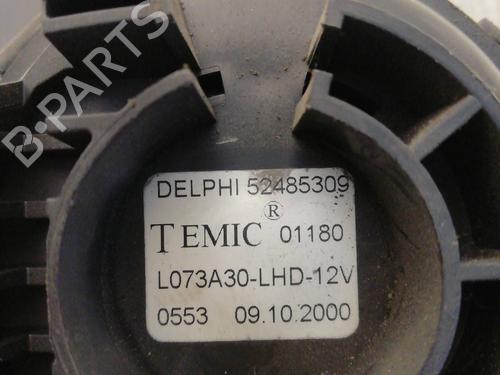 B-PARTS
DELPHI 52485309
TEMIC® 01180
L073A30-LHD-12V
0553 09.10.2000